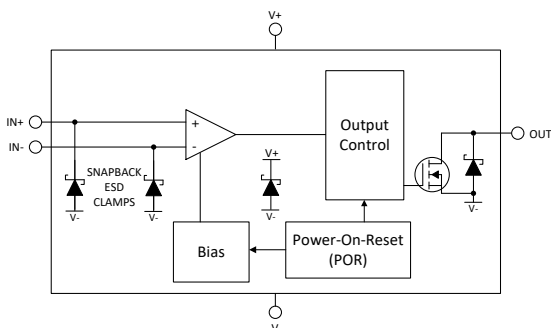 V+
IN+
IN-
+
-
SNAPBACK
ESD
CLAMPS
V+
V-
V-
V-
Output
Control
OUT
V-
Bias
Power-On-Reset
(POR)
V-